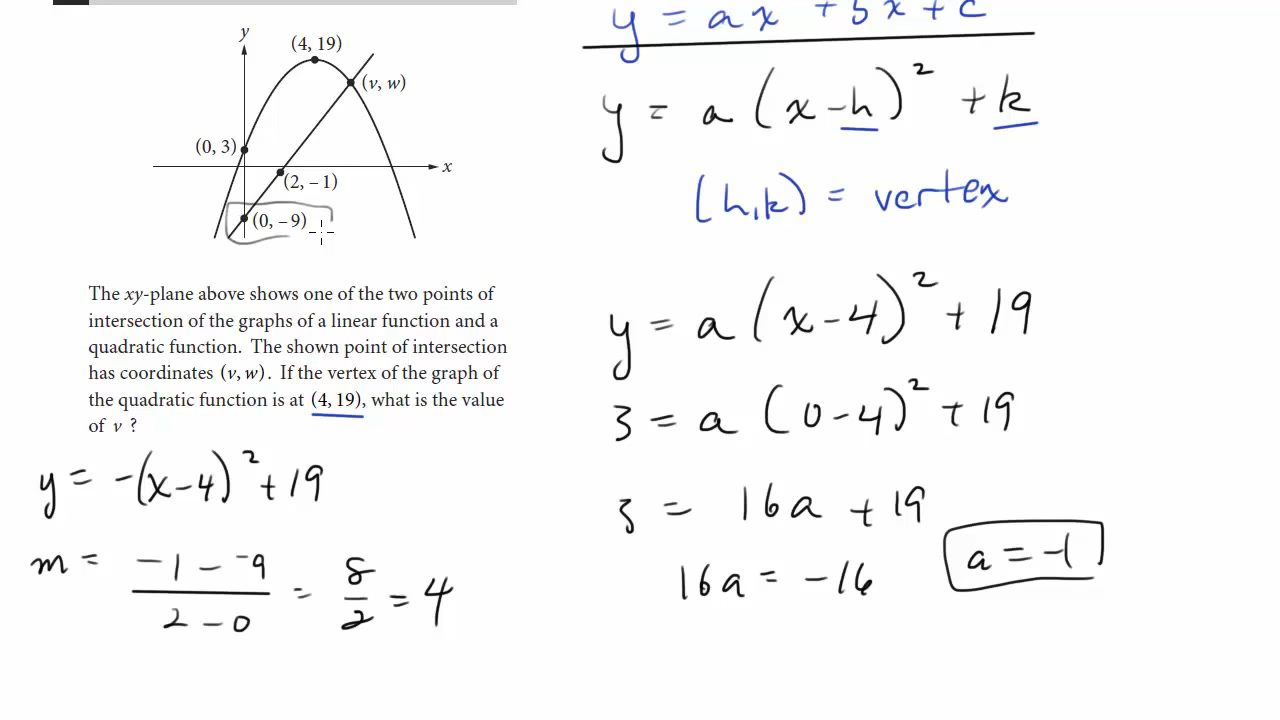 y
(4, 19)
(v, w)
(0, 3)
x
(2, – 1)
(0, – 9)
The xy-plane above shows one of the two points of
intersection of the graphs of a linear function and a
quadratic function. The shown point of intersection
has coordinates (v, w). If the vertex of the graph of
the quadratic function is at (4, 19), what is the value
of v ?
y = -(x-4)² + 19
m = (-1 - -9)/(2 - 0) = 8/2 = 4
y = ax + bx + c
y = a(x-h)² + k
(h,k) = vertex
y = a(x-4)² + 19
3 = a(0-4)² + 19
3 = 16a + 19
16a = -16
a = -1